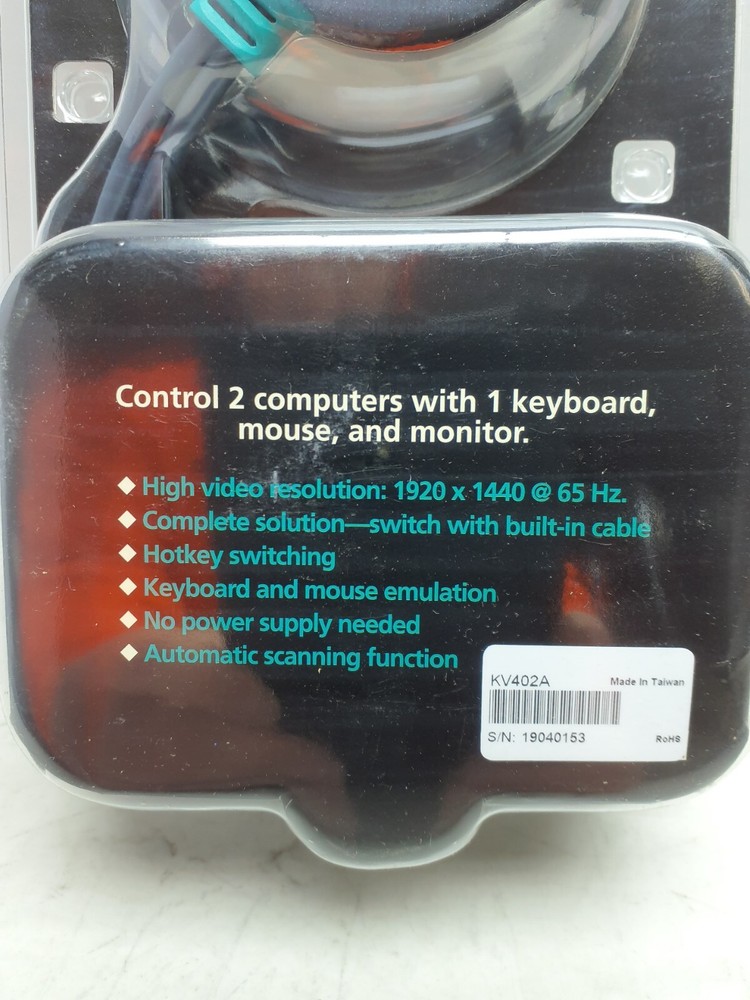 Control 2 computers with 1 keyboard,
mouse, and monitor.
◆ High video resolution: 1920 x 1440 @ 65 Hz.
◆ Complete solution—switch with built-in cable
◆ Hotkey switching
◆ Keyboard and mouse emulation
◆ No power supply needed
◆ Automatic scanning function
KV402A Made In Taiwan
S/N: 19040153 RoHS